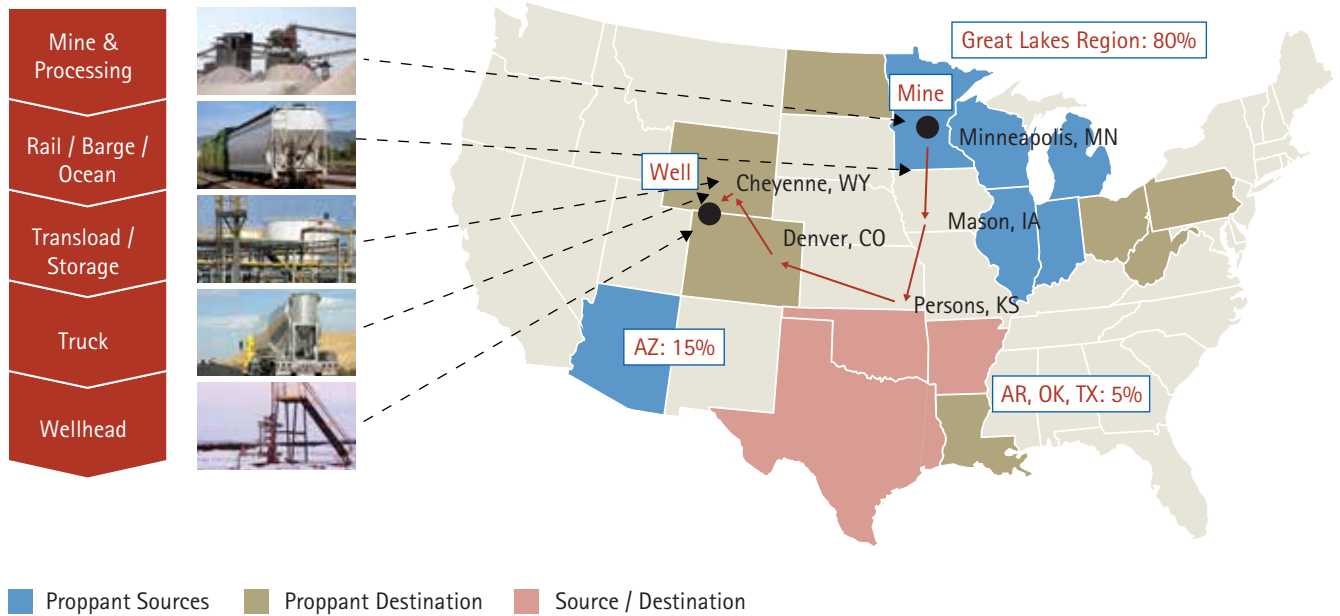 Mine &
Processing
Rail / Barge /
Ocean
Transload /
Storage
Truck
Wellhead
Great Lakes Region: 80%
Mine
Minneapolis, MN
Well
Cheyenne, WY
Mason, IA
Denver, CO
Persons, KS
AZ: 15%
AR, OK, TX: 5%
Proppant Sources
Proppant Destination
Source / Destination